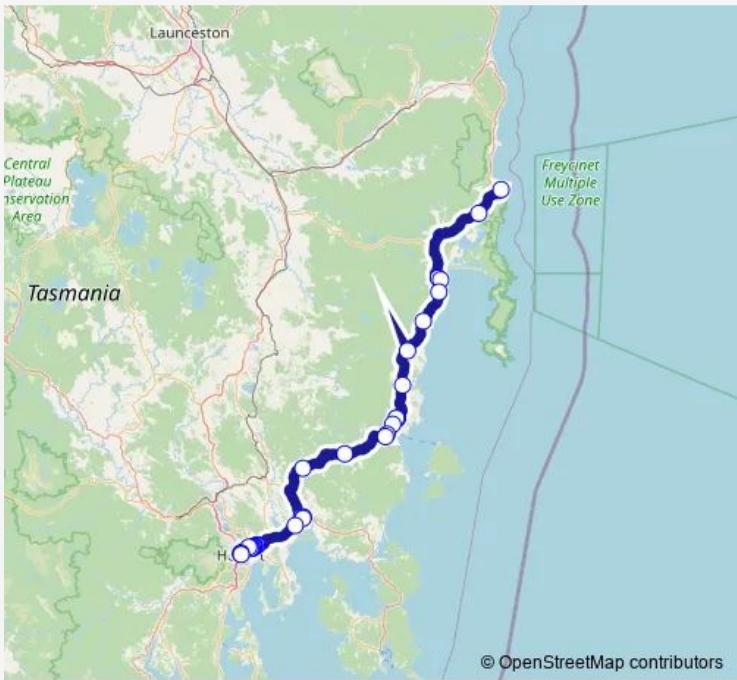 Launceston
Central
Plateau
nservation
Area
Freycinet
Multiple
Use Zone
Tasmania
H t
© OpenStreetMap contributors